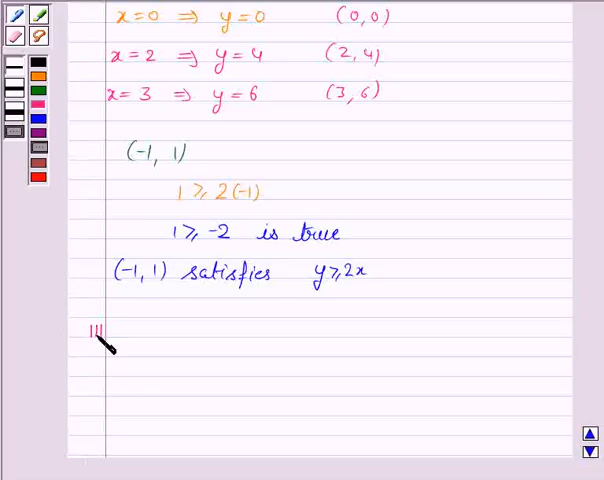 x=0 ⇒ y=0 (0,0)
x=2 ⇒ y=4 (2,4)
x=3 ⇒ y=6 (3,6)
(-1, 1)
1 ⩾ 2(-1)
1 ⩾ -2 is true
(-1, 1) satisfies y⩾2x
III